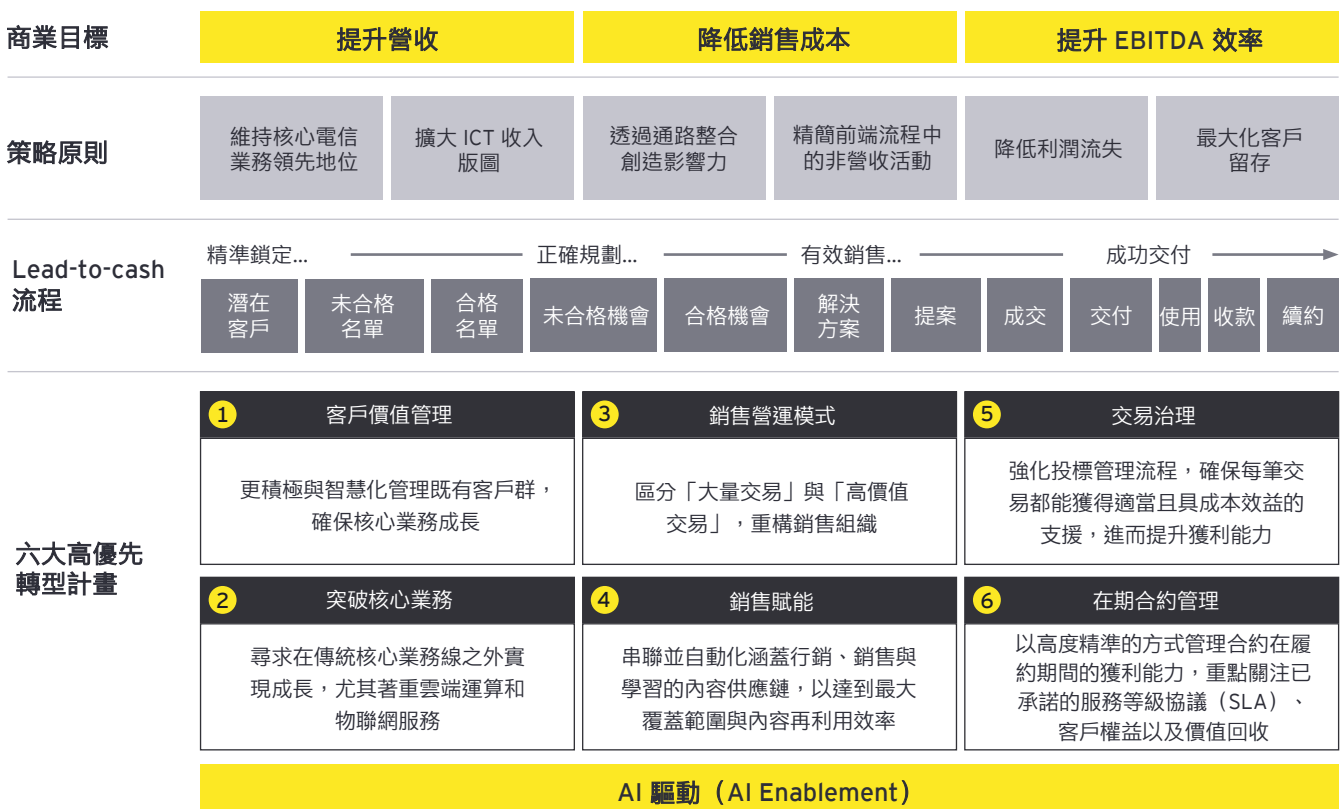 商業目標
提升營收
降低銷售成本
提升 EBITDA 效率
策略原則
維持核心電信
業務領先地位
擴大 ICT 收入
版圖
透過通路整合
創造影響力
精簡前端流程中
的非營收活動
降低利潤流失
最大化客戶
留存
Lead-to-cash
流程
精準鎖定...
正確規劃...
有效銷售...
成功交付
潛在
客戶
未合格
名單
合格
名單
未合格機會
合格機會
解決
方案
提案
成交
交付
使用
收款
續約
六大高優先
轉型計畫
1
客戶價值管理
更積極與智慧化管理既有客戶群，
確保核心業務成長
3
銷售營運模式
區分「大量交易」與「高價值
交易」，重構銷售組織
5
交易治理
強化投標管理流程，確保每筆交
易都能獲得適當且具成本效益的
支援，進而提升獲利能力
2
突破核心業務
尋求在傳統核心業務線之外實
現成長，尤其著重雲端運算和
物聯網服務
4
銷售賦能
串聯並自動化涵蓋行銷、銷售與
學習的內容供應鏈，以達到最大
覆蓋範圍與內容再利用效率
6
在期合約管理
以高度精準的方式管理合約在履
約期間的獲利能力，重點關注已
承諾的服務等級協議（SLA）、
客戶權益以及價值回收
AI 驅動（AI Enablement）